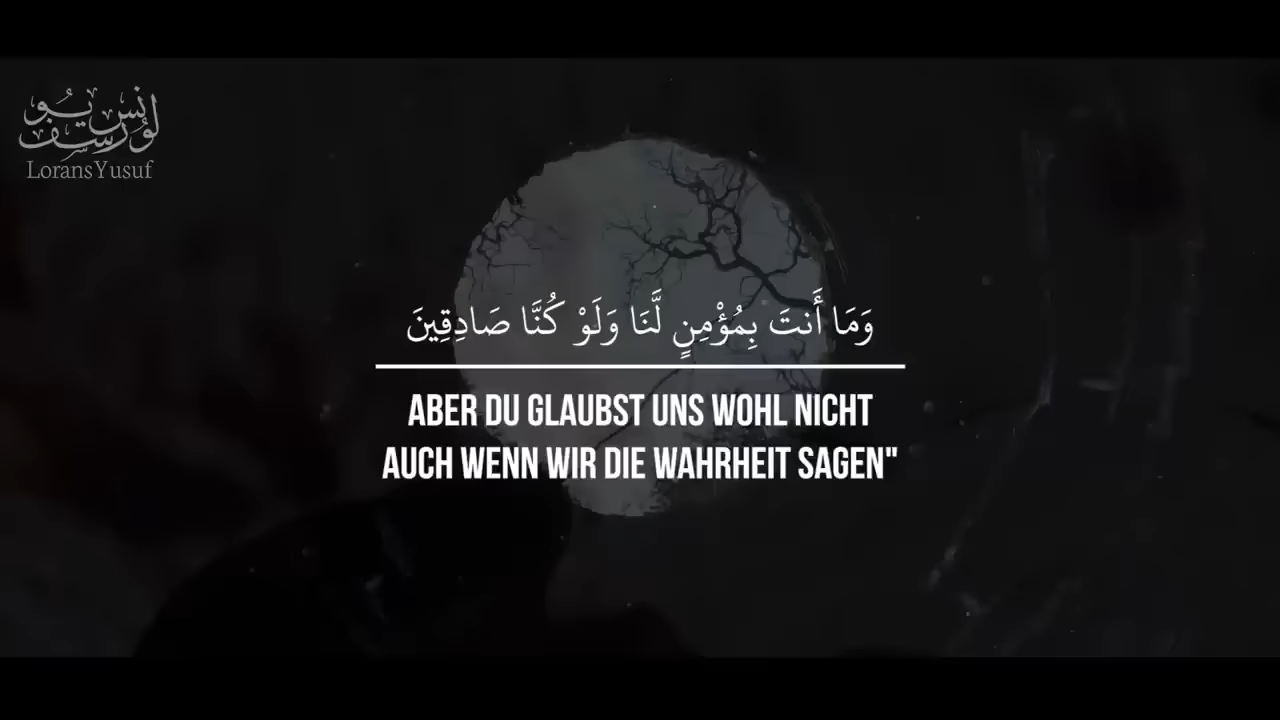 لورنس يوسف
LoransYusuf
وَمَا أَنتَ بِمُؤْمِنٍ لَّنَا وَلَوْ كُنَّا صَادِقِينَ
ABER DU GLAUBST UNS WOHL NICHT
AUCH WENN WIR DIE WAHRHEIT SAGEN"